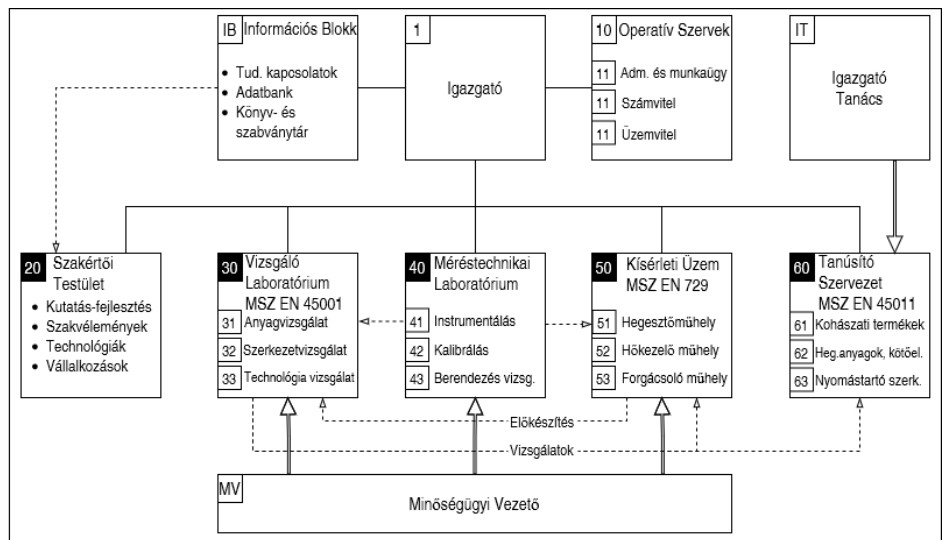 IB Információs Blokk
• Tud. kapcsolatok
• Adatbank
• Könyv- és
szabványtár
1
Igazgató
10 Operatív Szervek
11 Adm. és munkaügy
11 Számvitel
11 Üzemvitel
IT
Igazgató
Tanács
20 Szakértői
Testület
• Kutatás-fejlesztés
• Szakvélemények
• Technológiák
• Vállalkozások
30 Vizsgáló
Laboratórium
MSZ EN 45001
31 Anyagvizsgálat
32 Szerkezetvizsgálat
33 Technológia vizsgálat
40 Méréstechnikai
Laboratórium
41 Instrumentálás
42 Kalibrálás
43 Berendezés vizsg.
50 Kísérleti Üzem
MSZ EN 729
51 Hegesztőműhely
52 Hőkezelő műhely
53 Forgácsoló műhely
60 Tanúsító
Szervezet
MSZ EN 45011
61 Kohászati termékek
62 Heg.anyagok, kötőel.
63 Nyomástartó szerk.
Előkészítés
Vizsgálatok
MV
Minőségügyi Vezető